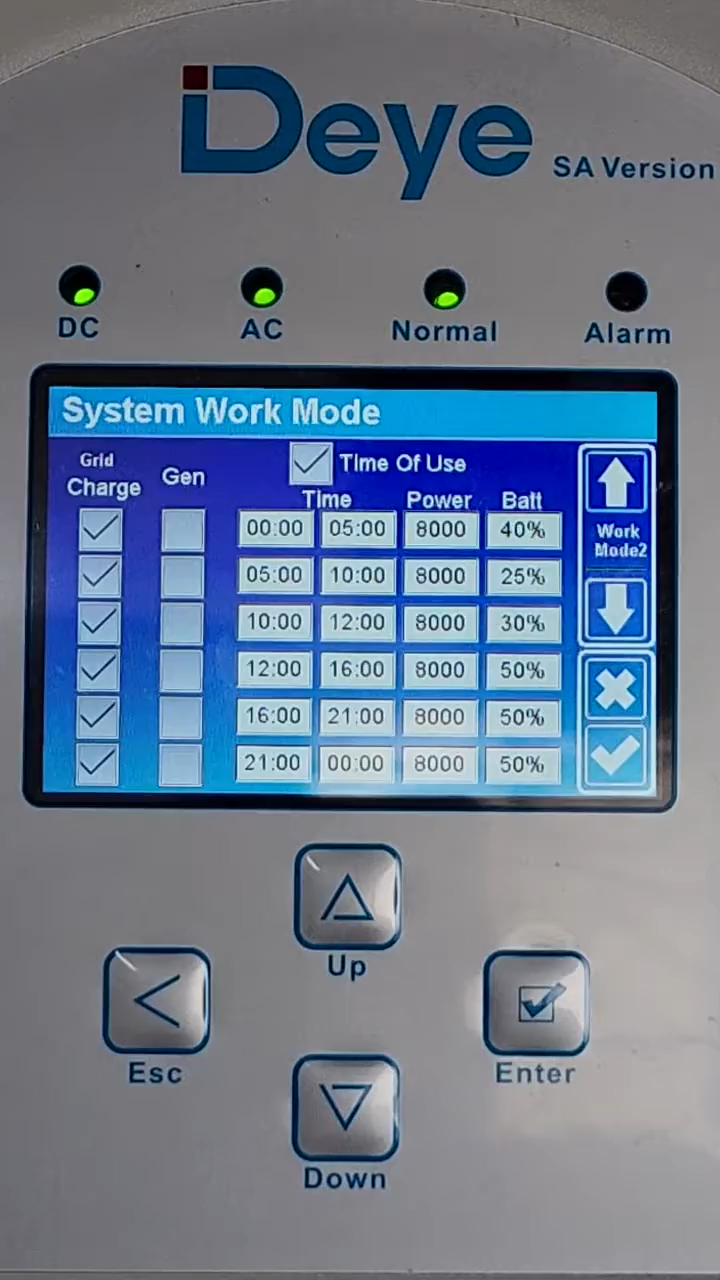 Deye SA Version
DC AC Normal Alarm
System Work Mode
Grid Charge Gen Time Of Use
Time Power Batt
00:00 05:00 8000 40%
05:00 10:00 8000 25%
10:00 12:00 8000 30%
12:00 16:00 8000 50%
16:00 21:00 8000 50%
21:00 00:00 8000 50%
Work
Mode2
Up
Esc Enter
Down